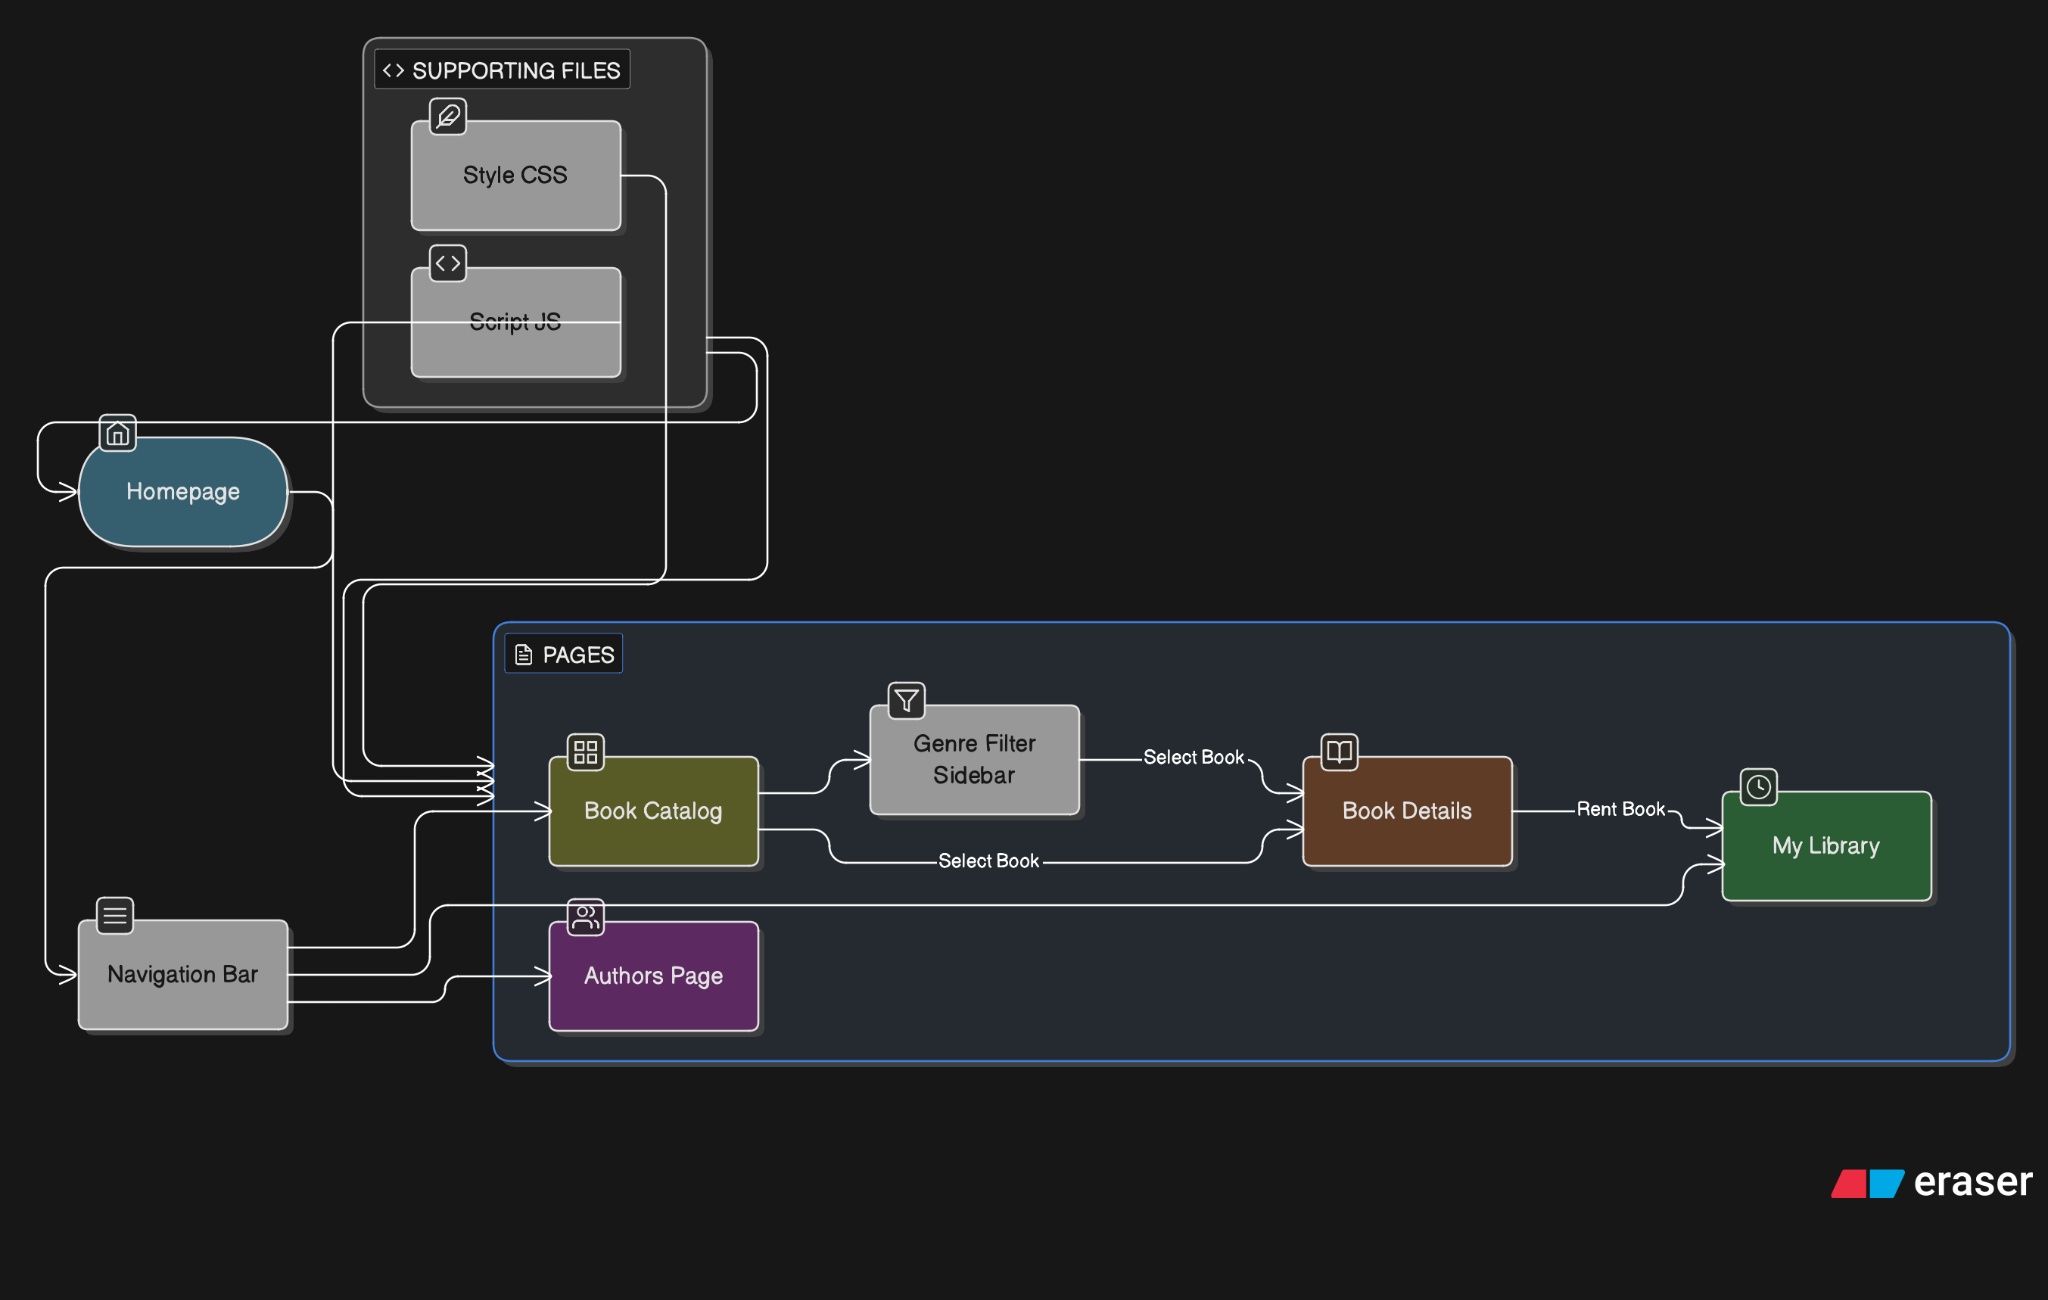 SUPPORTING FILES
Style CSS
Script JS
Homepage
PAGES
Genre Filter
Sidebar
Select Book
Book Catalog
Book Details
Rent Book
My Library
Select Book
Navigation Bar
Authors Page
eraser